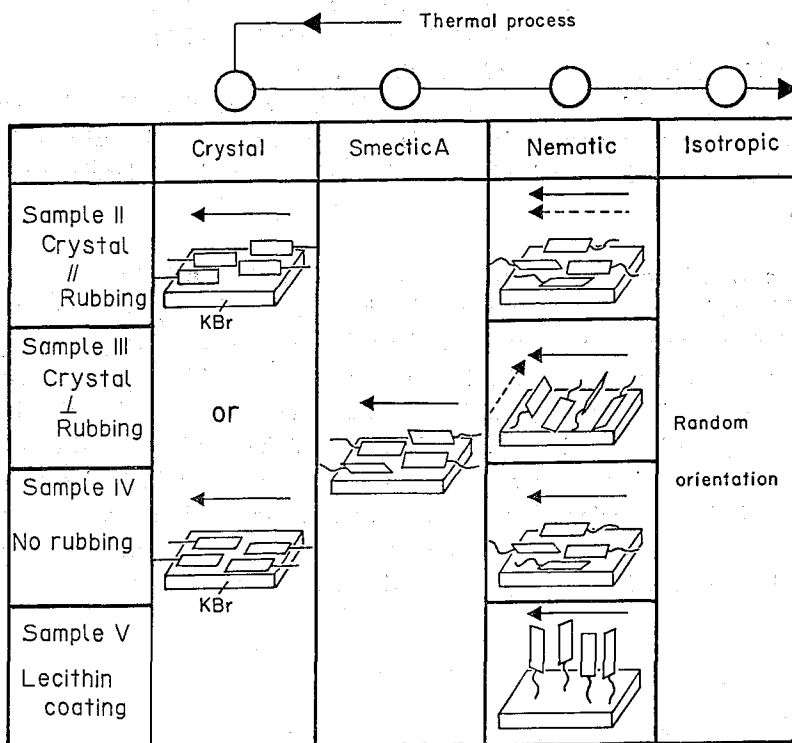 Thermal process
Crystal
Smectic A
Nematic
Isotropic
Sample II
Crystal
//
Rubbing
KBr
Sample III
Crystal
⊥
Rubbing
or
Random
orientation
Sample IV
No rubbing
KBr
Sample V
Lecithin
coating